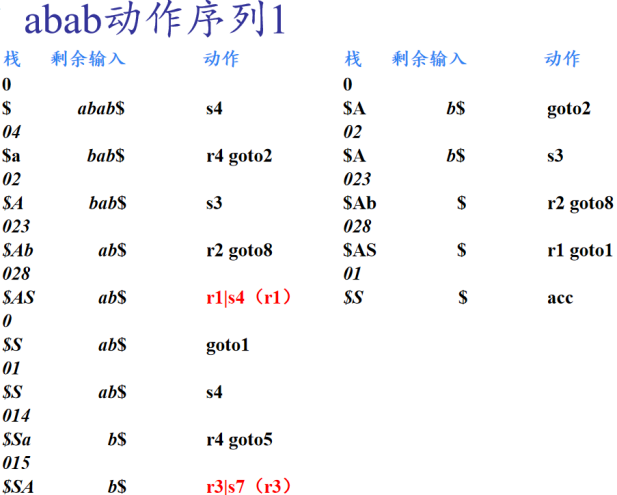 abab动作序列1
栈 剩余输入 动作
0
$ abab$ s4
04
$a bab$ r4 goto2
02
$A bab$ s3
023
$Ab ab$ r2 goto8
028
$AS ab$ r1|s4（r1）
0
$S ab$ goto1
01
$S ab$ s4
014
$Sa b$ r4 goto5
015
$SA b$ r3|s7（r3）
栈 剩余输入 动作
0
$A b$ goto2
02
$A b$ s3
023
$Ab $ r2 goto8
028
$AS $ r1 goto1
01
$S $ acc